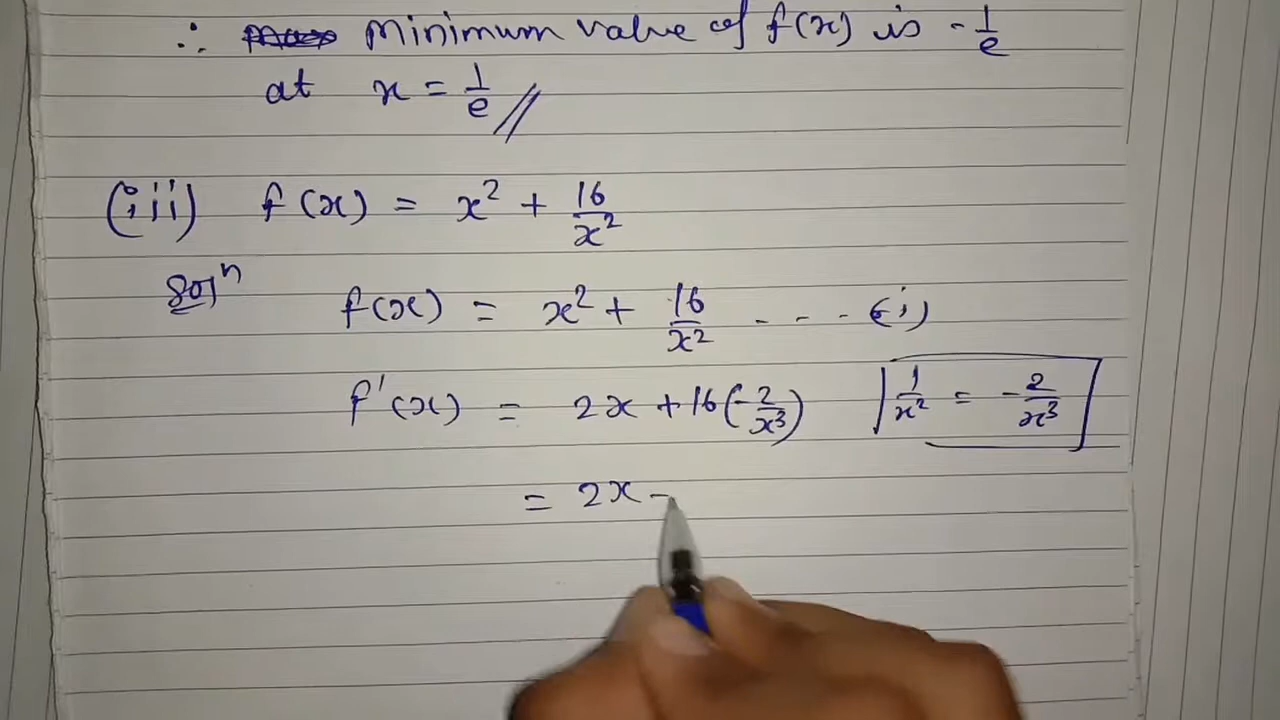 ∴ Minimum value of f(x) is - 1/e
at x = 1/e //
(iii) f(x) = x² + 16/x²
Solⁿ
f(x) = x² + 16/x² - - - - (i)
f'(x) = 2x + 16(-2/x³) | 1/x² = -2/x³
= 2x -